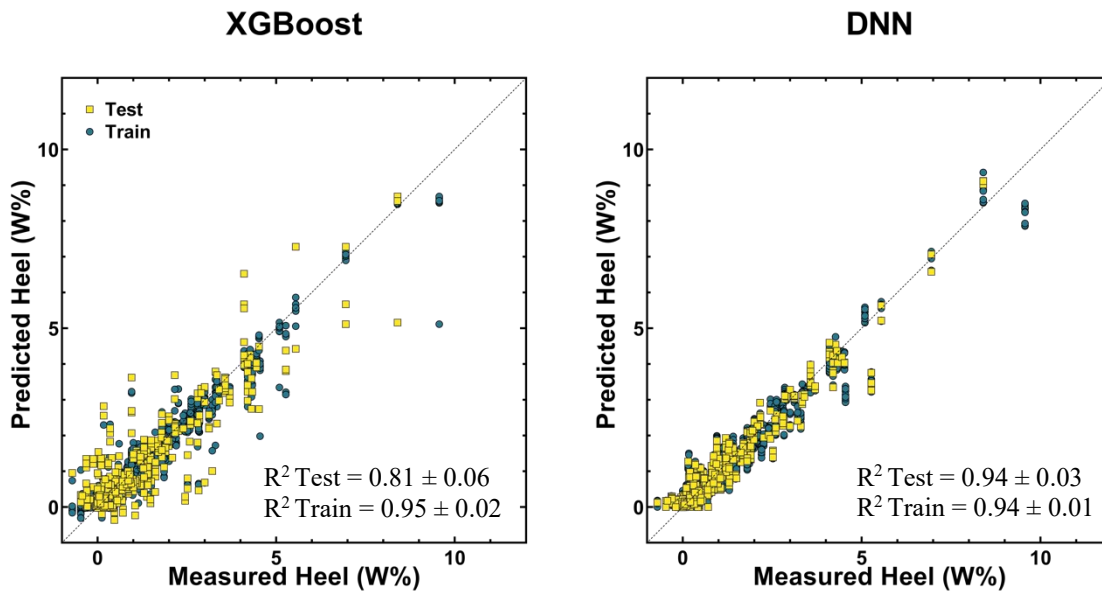 XGBoost
Test
Train
10
5
0
0
5
10
Predicted Heel (W%)
Measured Heel (W%)
R² Test = 0.81 ± 0.06
R² Train = 0.95 ± 0.02
DNN
10
5
0
0
5
10
Predicted Heel (W%)
Measured Heel (W%)
R² Test = 0.94 ± 0.03
R² Train = 0.94 ± 0.01